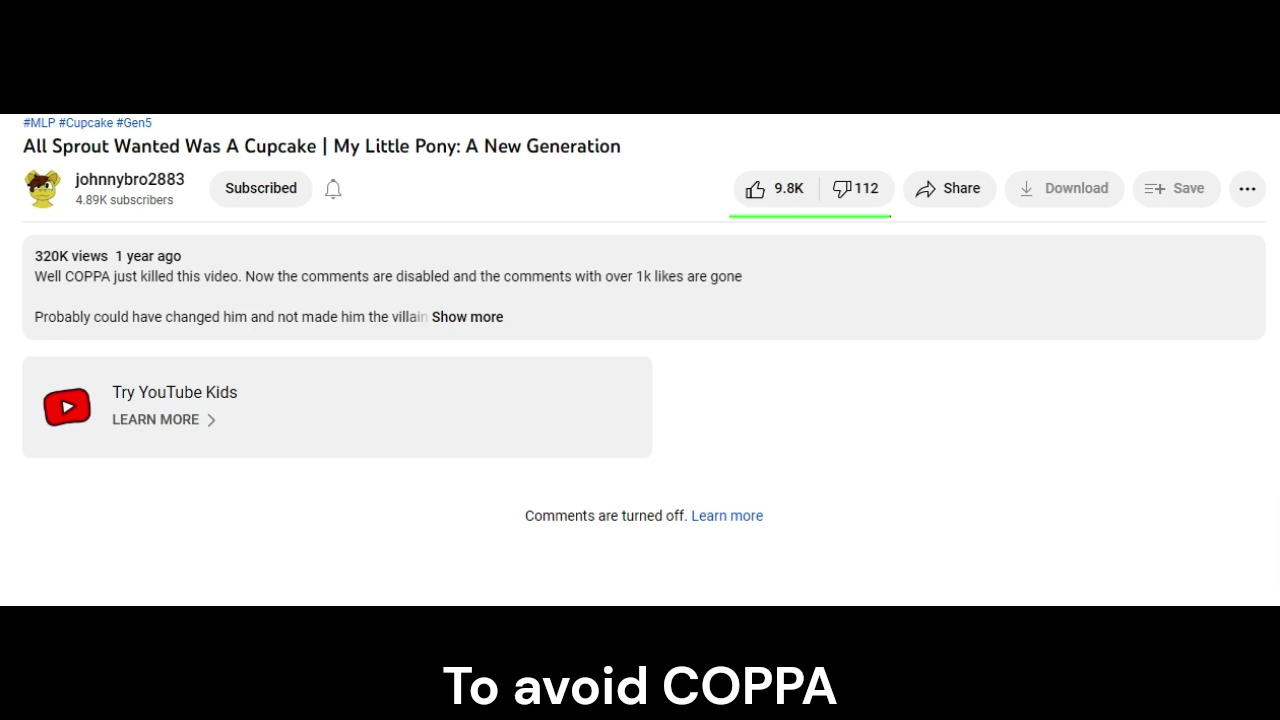 #MLP #Cupcake #Gen5
All Sprout Wanted Was A Cupcake | My Little Pony: A New Generation
johnnybro2883
4.89K subscribers
Subscribed
9.8K
112
Share
Download
Save
320K views 1 year ago
Well COPPA just killed this video. Now the comments are disabled and the comments with over 1k likes are gone
Probably could have changed him and not made him the villain Show more
Try YouTube Kids
LEARN MORE
Comments are turned off. Learn more
To avoid COPPA